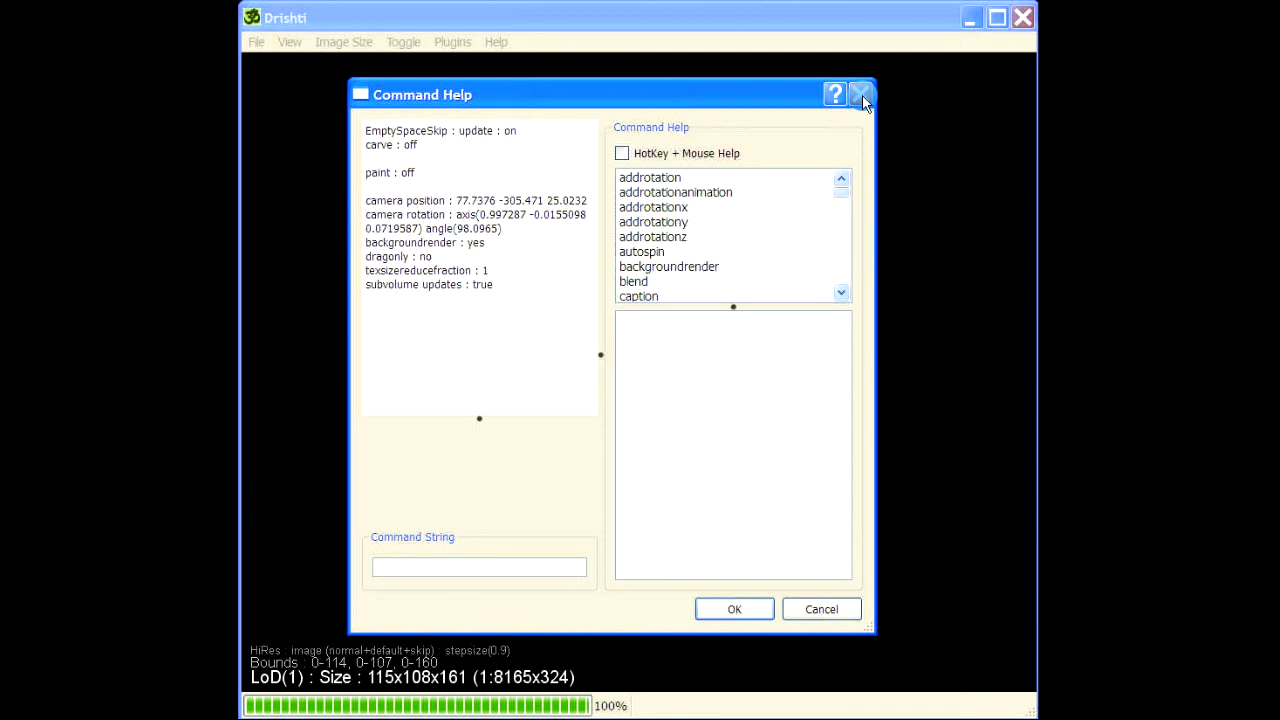 Drishti
File View Image Size Toggle Plugins Help
Command Help
EmptySpaceSkip : update : on
carve : off
paint : off
camera position : 77.7376 -305.471 25.0232
camera rotation : axis(0.997287 -0.0155098
0.0719587) angle(98.0965)
backgroundrender : yes
dragonly : no
texsizereducefraction : 1
subvolume updates : true
Command String
Command Help
HotKey + Mouse Help
addrotation
addrotationanimation
addrotationx
addrotationy
addrotationz
autospin
backgroundrender
blend
caption
OK Cancel
HiRes : image (normal+default+skip) : stepsize(0.9)
Bounds : 0-114, 0-107, 0-160
LoD(1) : Size : 115x108x161 (1:8165x324)
100%